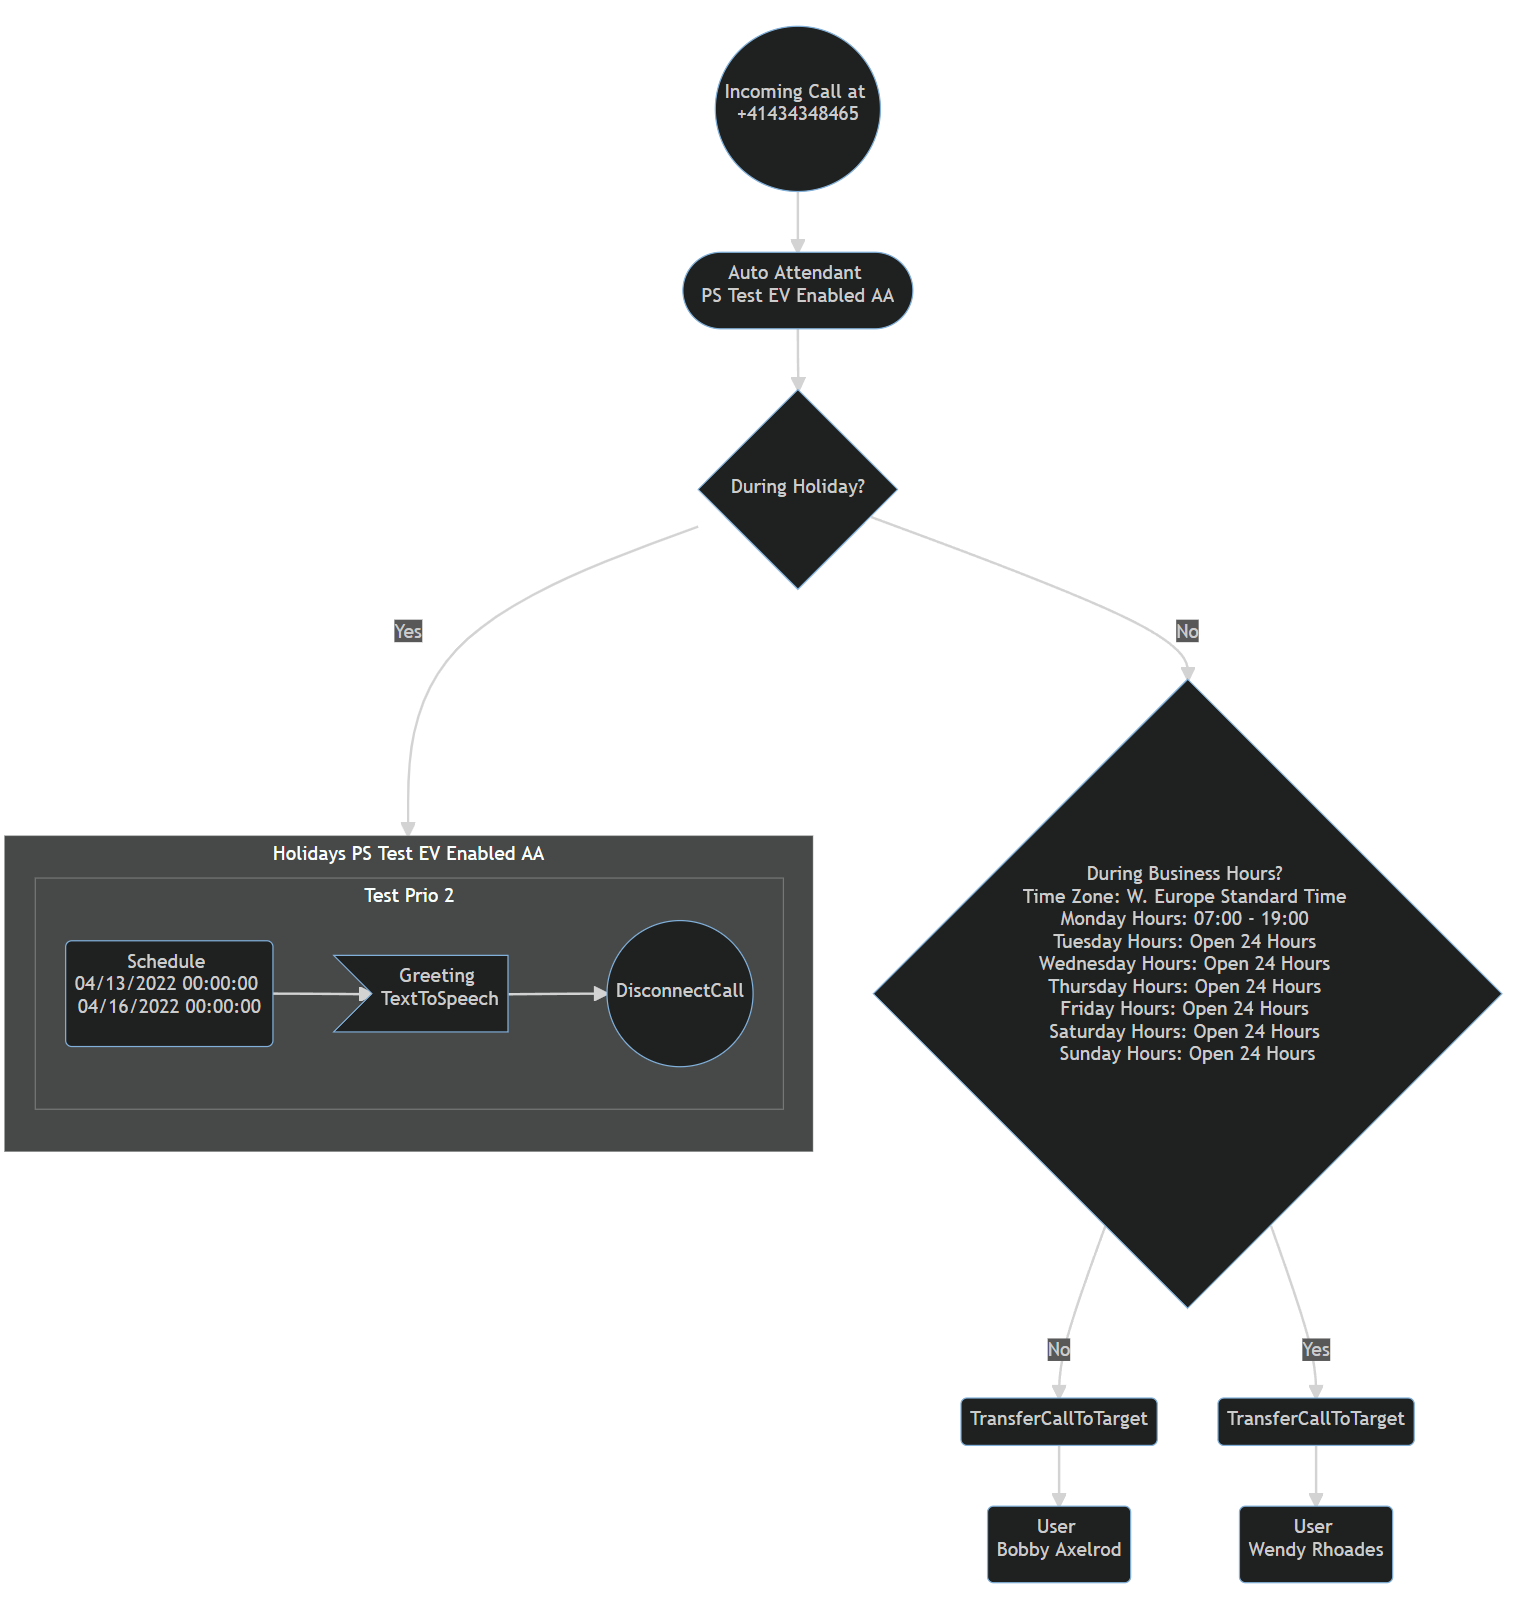 Incoming Call at
+41434348465
Auto Attendant
PS Test EV Enabled AA
During Holiday?
Yes
No
Holidays PS Test EV Enabled AA
Test Prio 2
Schedule
04/13/2022 00:00:00
04/16/2022 00:00:00
Greeting
TextToSpeech
DisconnectCall
During Business Hours?
Time Zone: W. Europe Standard Time
Monday Hours: 07:00 - 19:00
Tuesday Hours: Open 24 Hours
Wednesday Hours: Open 24 Hours
Thursday Hours: Open 24 Hours
Friday Hours: Open 24 Hours
Saturday Hours: Open 24 Hours
Sunday Hours: Open 24 Hours
No
Yes
TransferCallToTarget
TransferCallToTarget
User
Bobby Axelrod
User
Wendy Rhoades